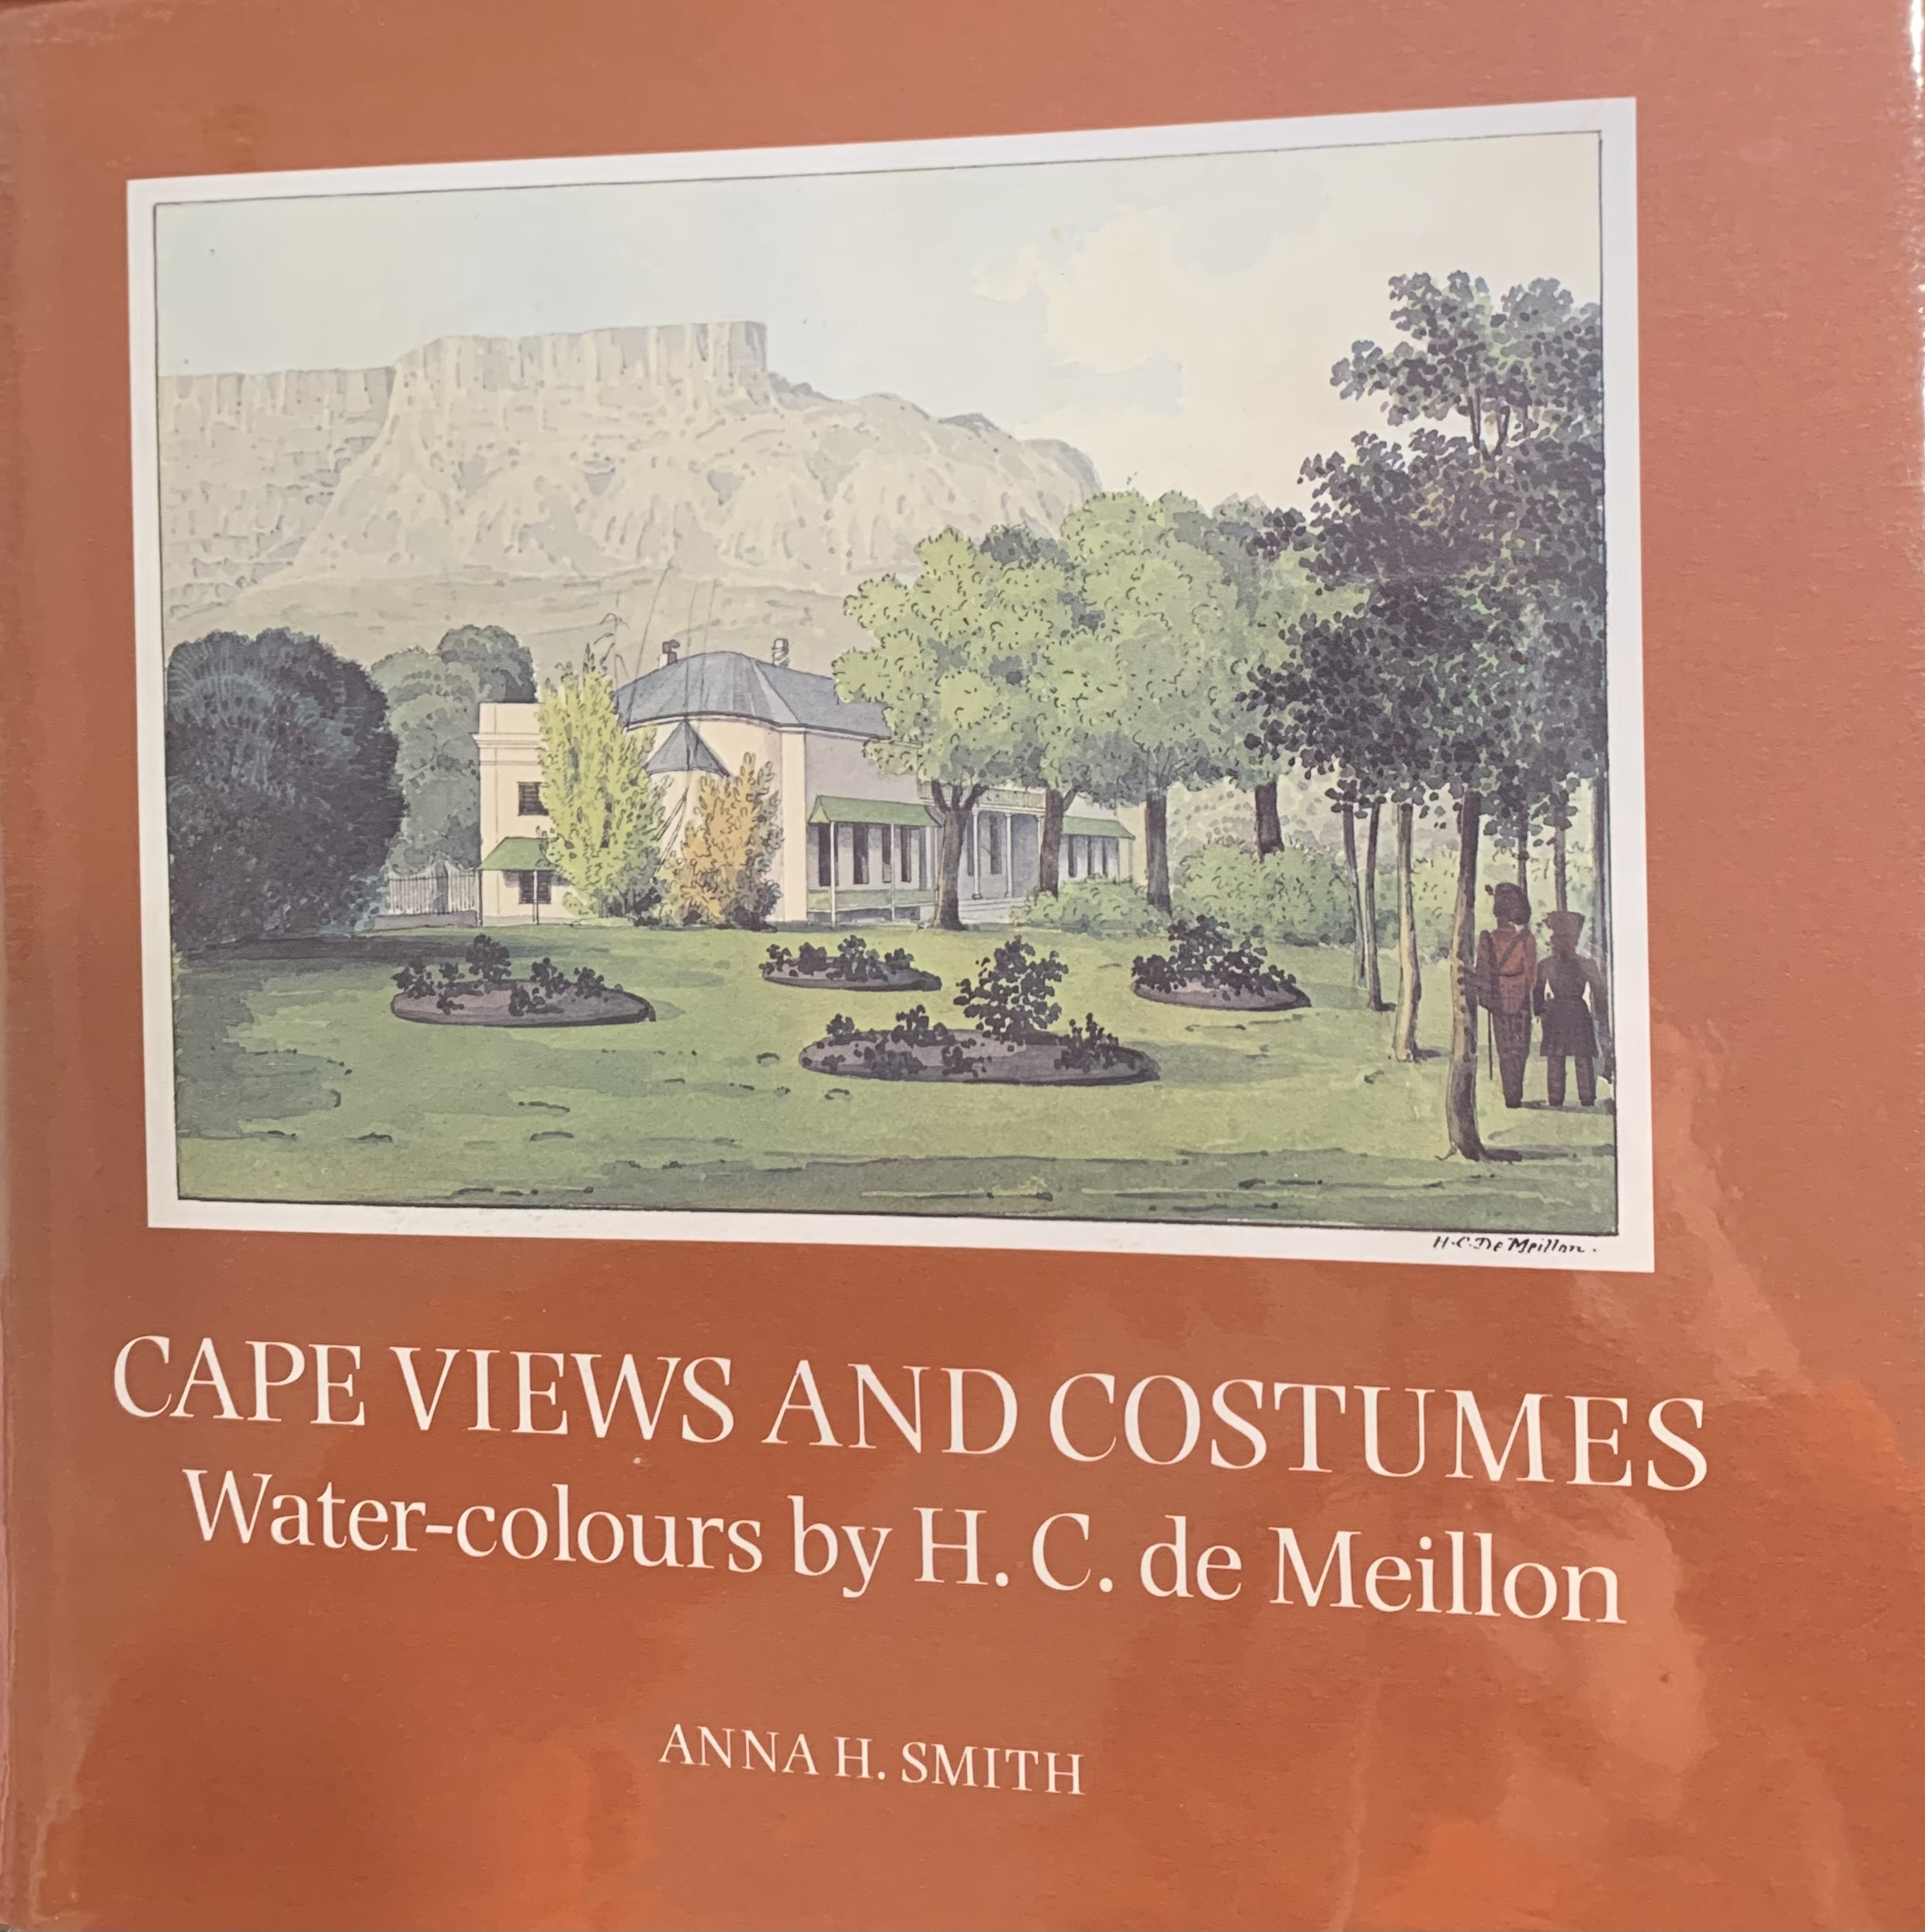 H. C. De Meillon.
CAPE VIEWS AND COSTUMES
Water-colours by H. C. de Meillon
ANNA H. SMITH